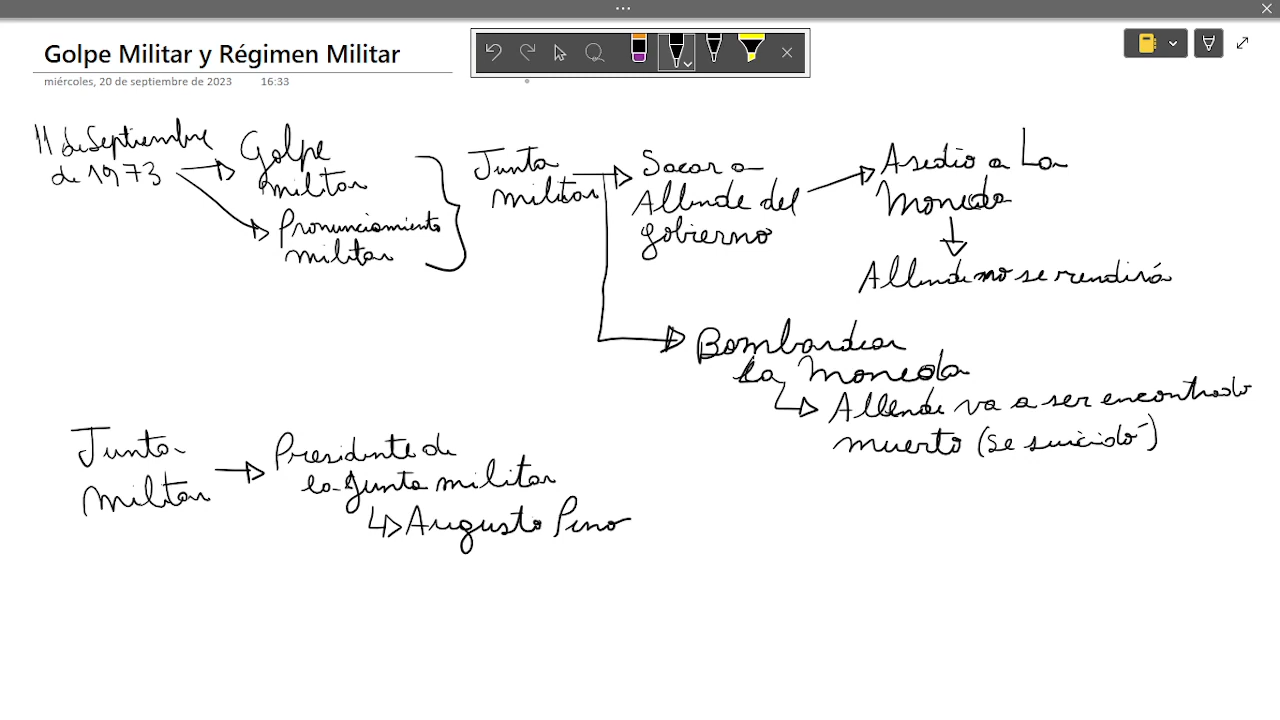 Golpe Militar y Régimen Militar
miércoles, 20 de septiembre de 2023 16:33
11 de Septiembre
de 1973
Golpe
militar
Pronunciamiento
militar
Junta
militar
Sacar a
Allende del
gobierno
Asedio a La
Moneda
Allende no se rendirá
Bombardear
La Moneda
Allende va a ser encontrado
muerto (se suicidó)
Junta
militar
Presidente de
la Junta militar
Augusto Pino